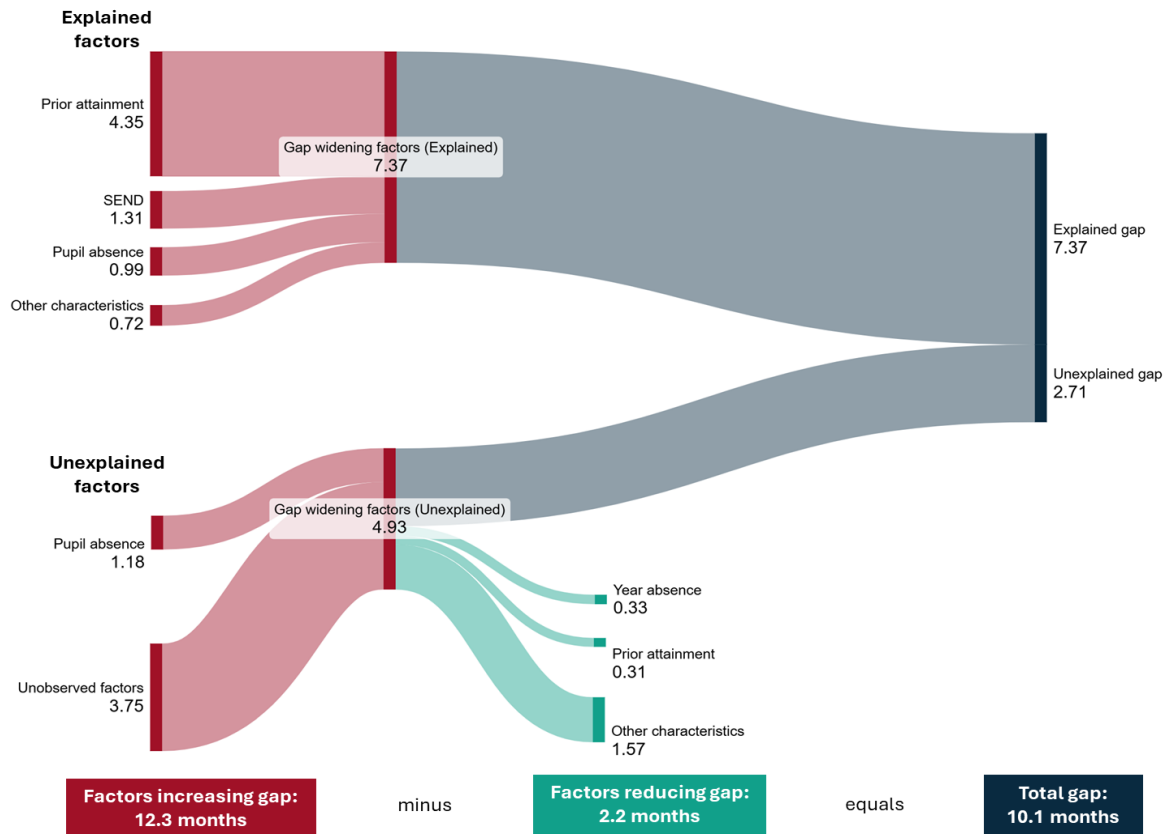 Explained
factors
Prior attainment
4.35
Gap widening factors (Explained)
7.37
SEND
1.31
Pupil absence
0.99
Other characteristics
0.72
Explained gap
7.37
Unexplained gap
2.71
Unexplained
factors
Gap widening factors (Unexplained)
4.93
Pupil absence
1.18
Year absence
0.33
Prior attainment
0.31
Unobserved factors
3.75
Other characteristics
1.57
Factors increasing gap:
12.3 months
minus
Factors reducing gap:
2.2 months
equals
Total gap:
10.1 months